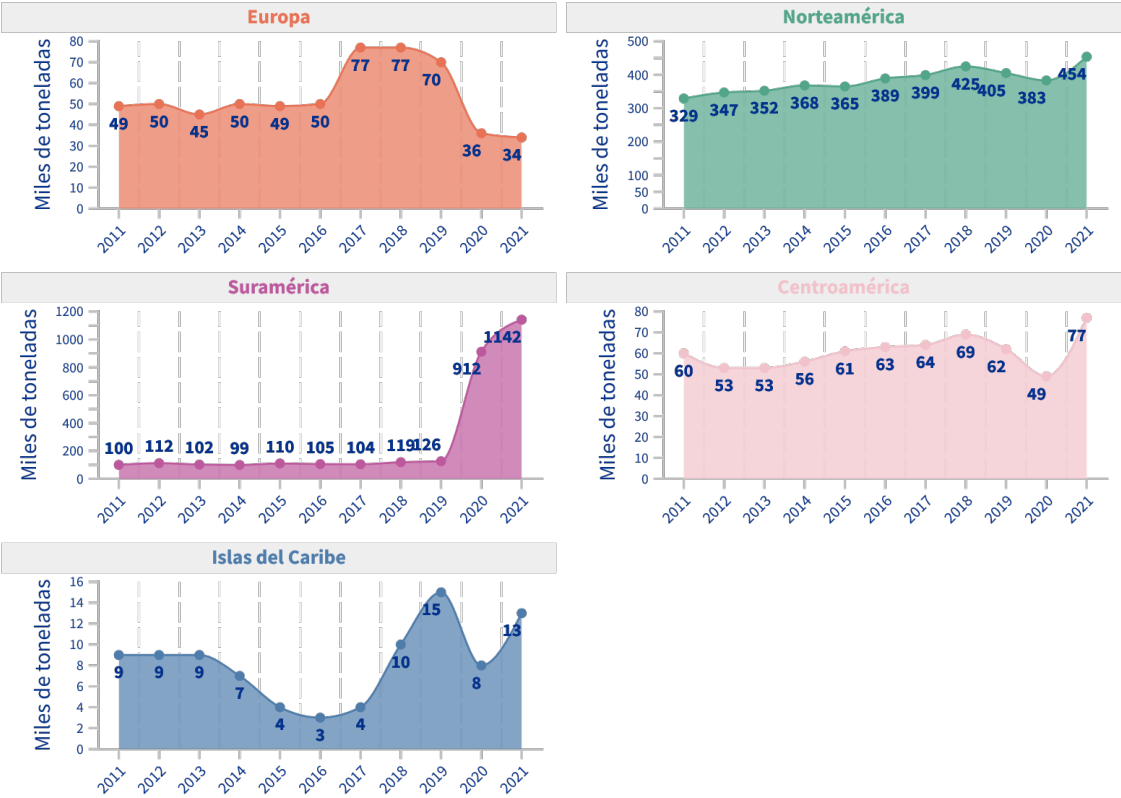 Europa
Miles de toneladas
80
70
60
50
40
30
20
10
0
49 50 45 50 49 50 77 77 70 36 34
2011 2012 2013 2014 2015 2016 2017 2018 2019 2020 2021
Norteamérica
Miles de toneladas
500
400
300
200
100
50
0
329 347 352 368 365 389 399 425 405 383 454
2011 2012 2013 2014 2015 2016 2017 2018 2019 2020 2021
Suramérica
Miles de toneladas
1200
1000
800
600
400
200
0
100 112 102 99 110 105 104 119 126 912 1142
2011 2012 2013 2014 2015 2016 2017 2018 2019 2020 2021
Centroamérica
Miles de toneladas
80
70
60
50
40
30
20
10
0
60 53 53 56 61 63 64 69 62 49 77
2011 2012 2013 2014 2015 2016 2017 2018 2019 2020 2021
Islas del Caribe
Miles de toneladas
16
14
12
10
8
6
4
2
0
9 9 9 7 4 3 4 10 15 8 13
2011 2012 2013 2014 2015 2016 2017 2018 2019 2020 2021